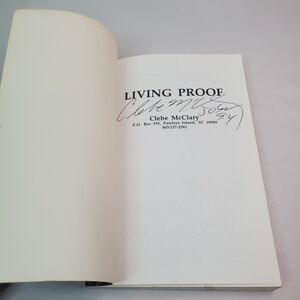 LIVING PROOF
Clebe McClary
Clebe McClary
P.O. Box 535, Pawleys Island, SC 29585
803/237-2582